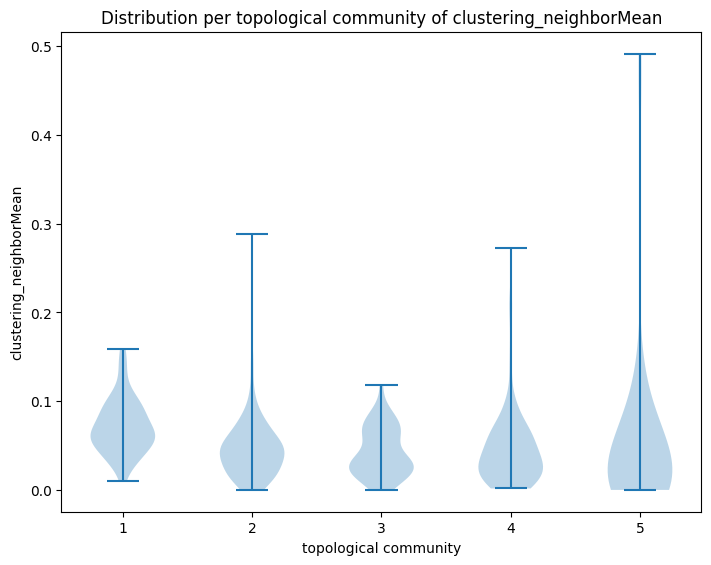 Distribution per topological community of clustering_neighborMean
clustering_neighborMean
0.5
0.4
0.3
0.2
0.1
0.0
1 2 3 4 5
topological community